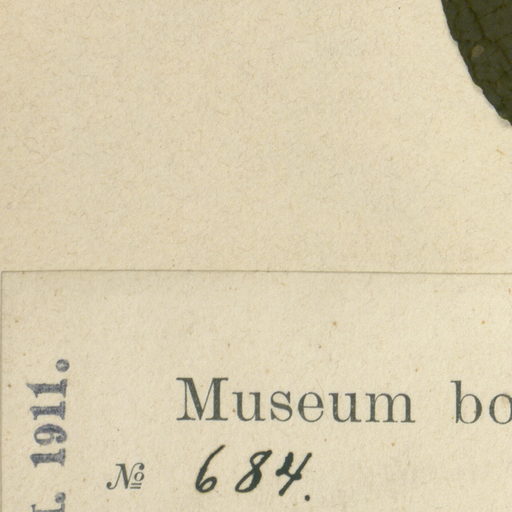 Museum bo
№ 684.
1911.